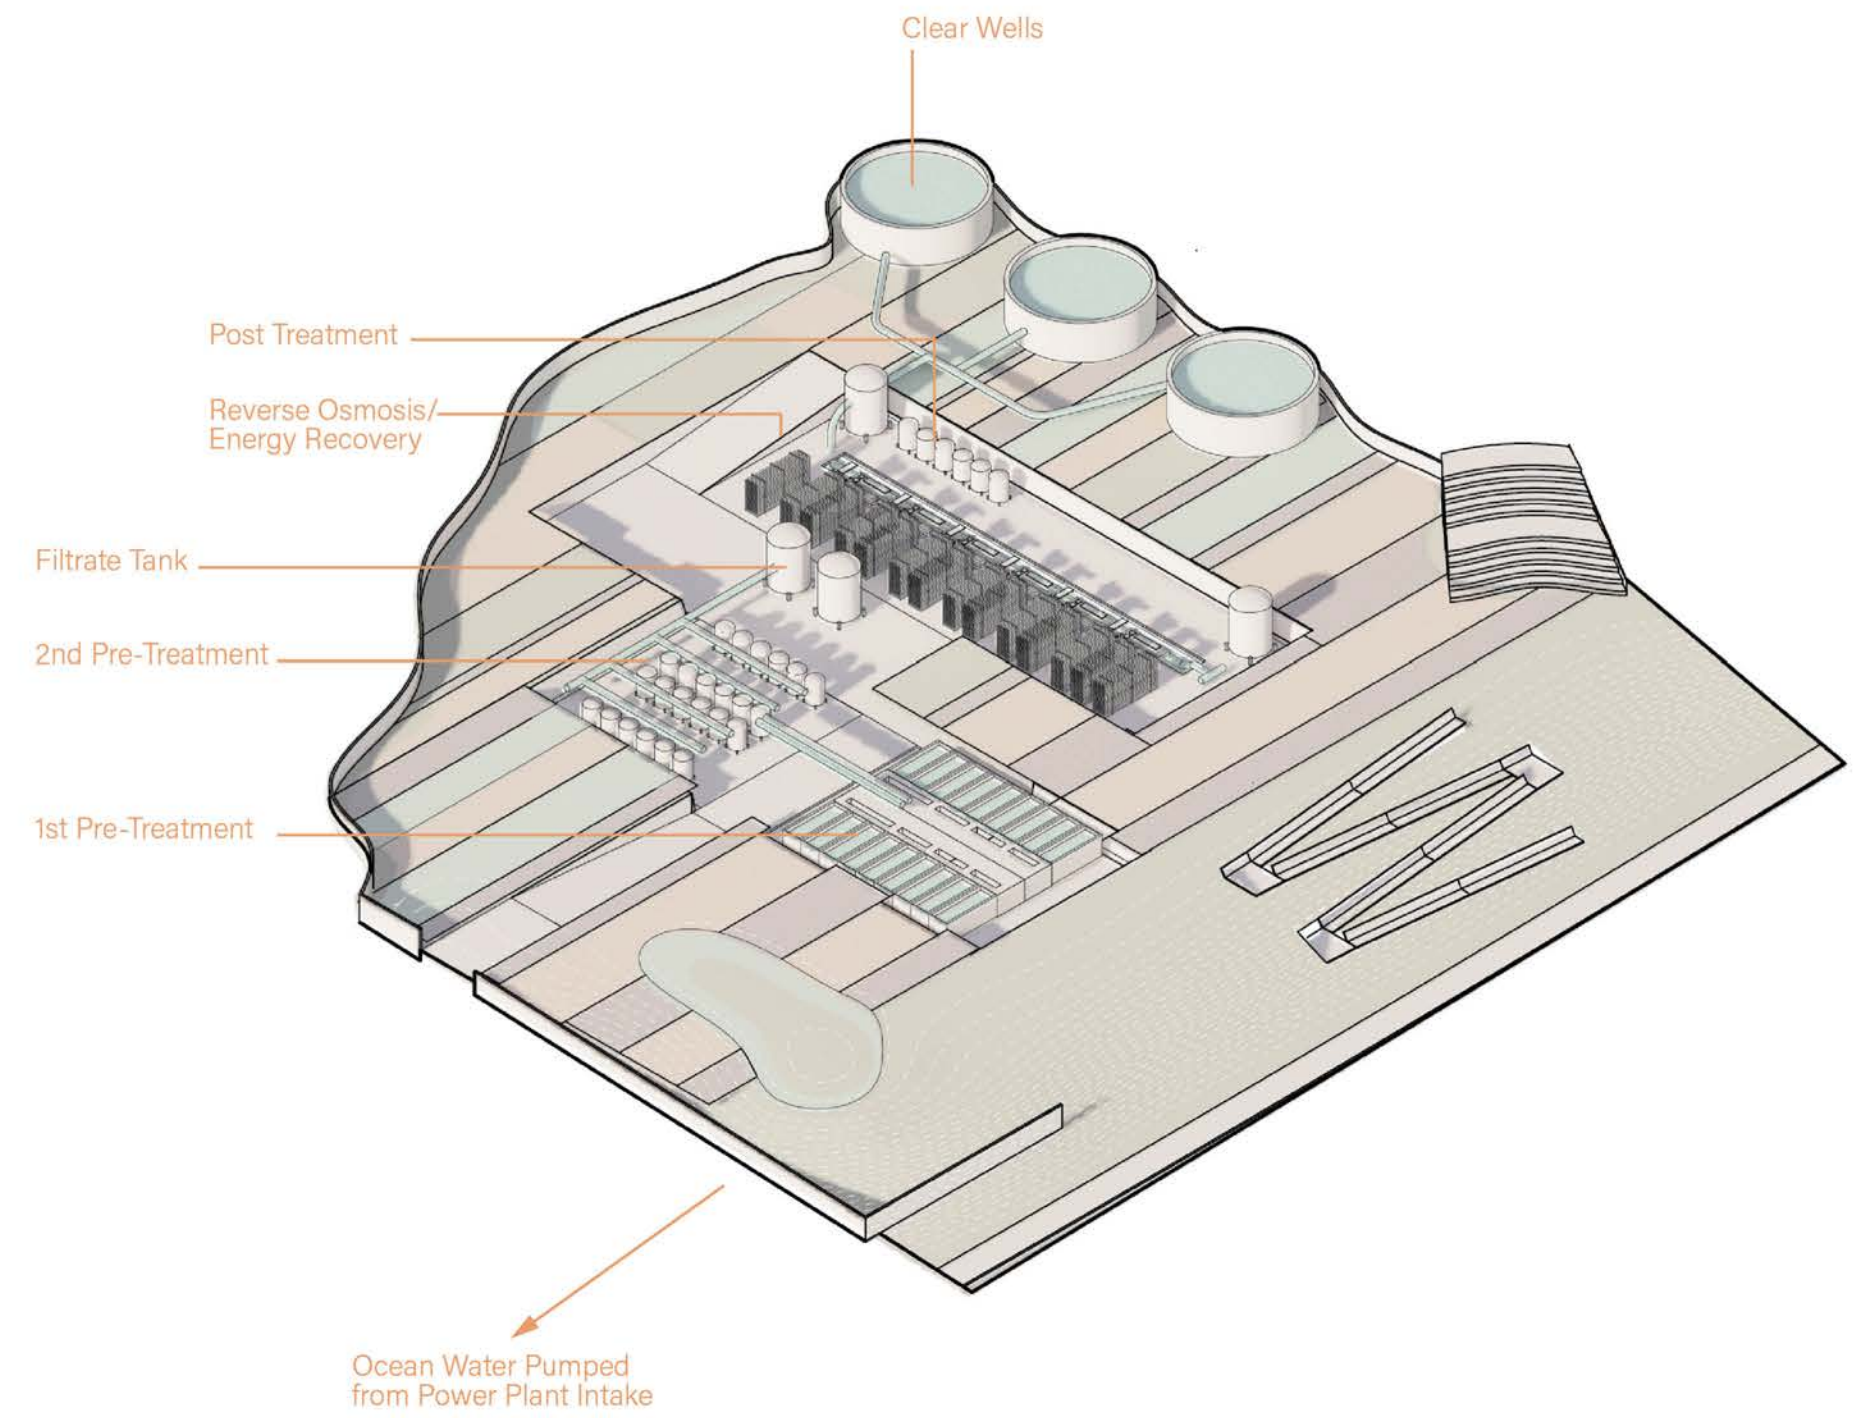 Clear Wells
Post Treatment
Reverse Osmosis/
Energy Recovery
Filtrate Tank
2nd Pre-Treatment
1st Pre-Treatment
Ocean Water Pumped
from Power Plant Intake